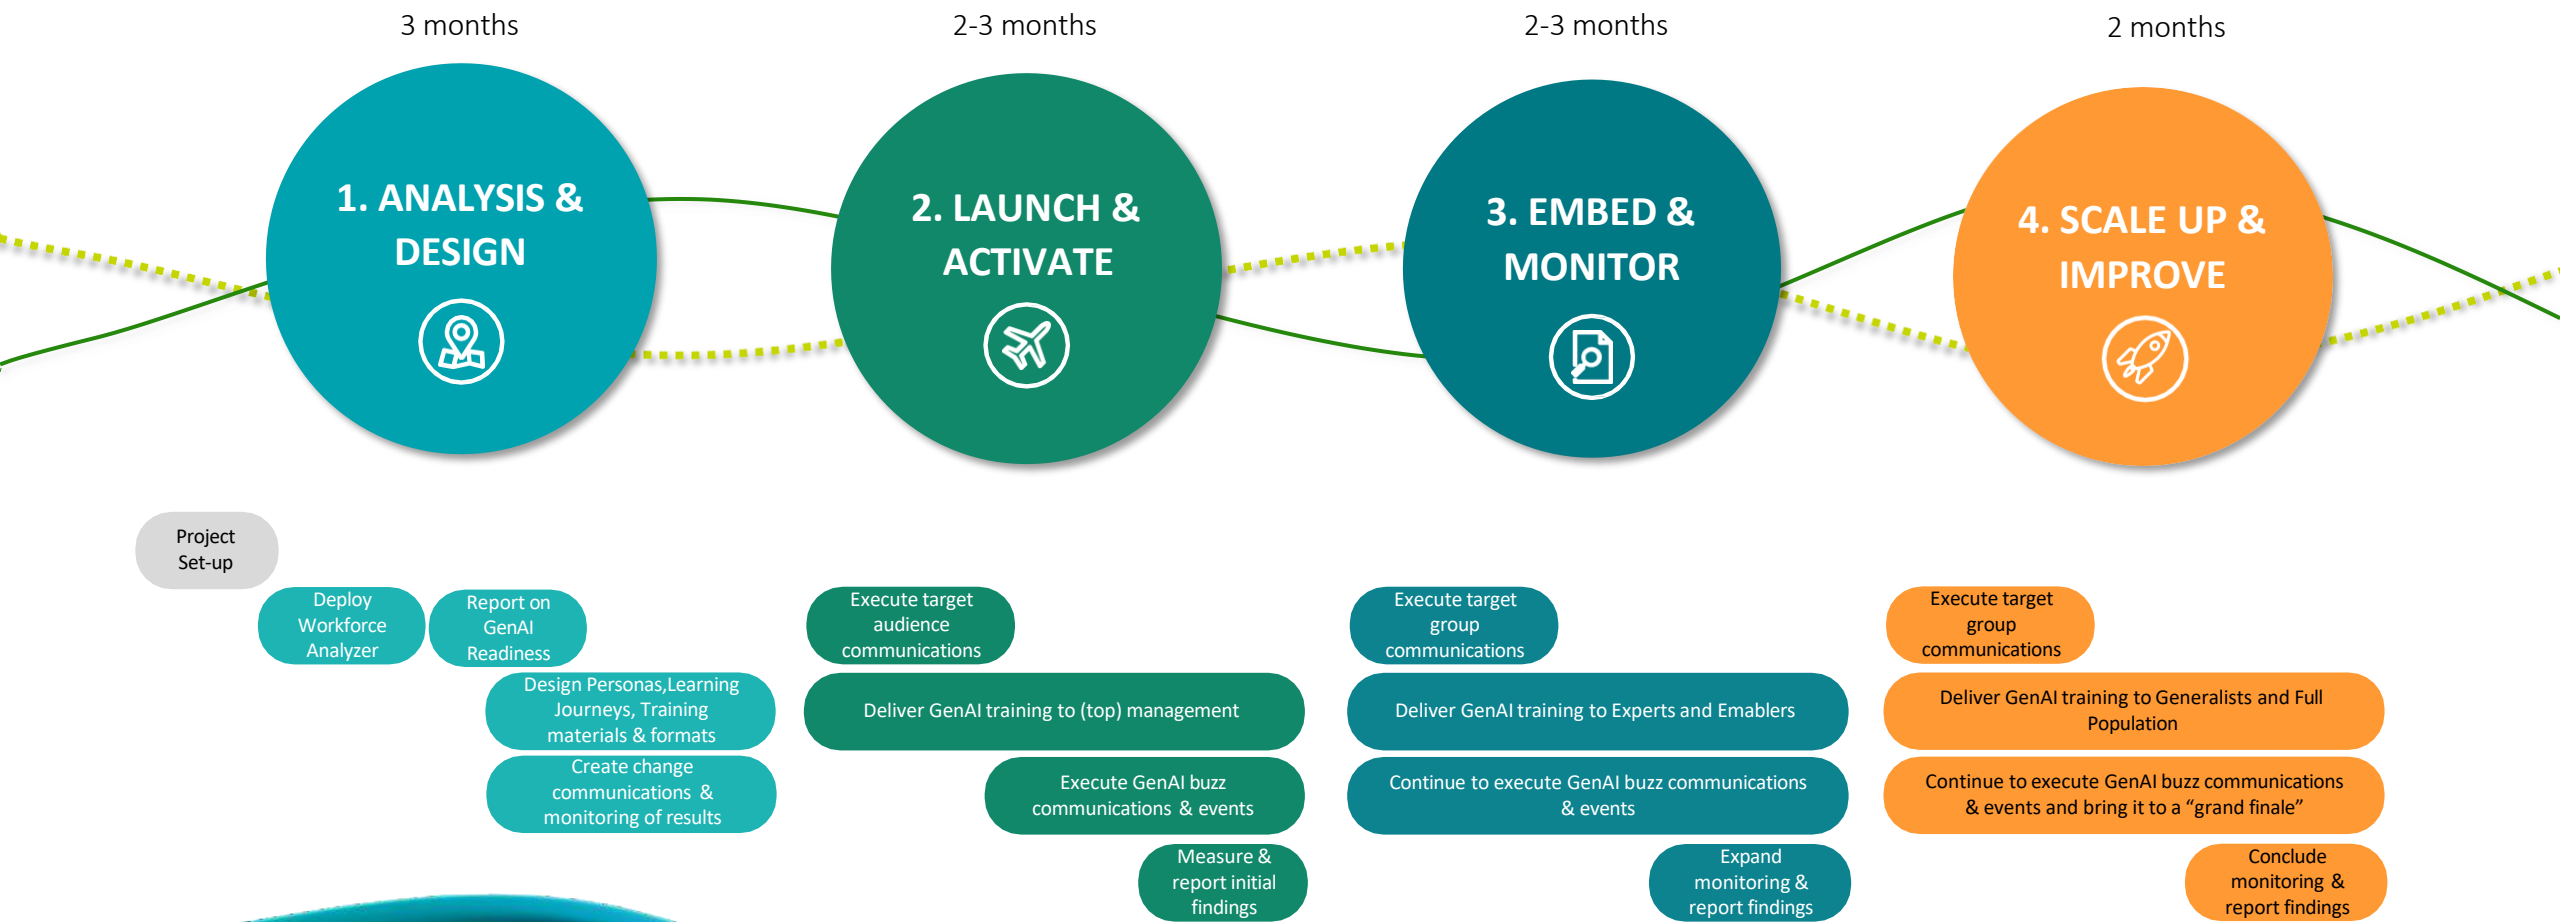 3 months
2-3 months
2-3 months
2 months
1. ANALYSIS &
DESIGN
2. LAUNCH &
ACTIVATE
3. EMBED &
MONITOR
4. SCALE UP &
IMPROVE
Project
Set-up
Deploy
Workforce
Analyzer
Report on
GenAI
Readiness
Design Personas,Learning
Journeys, Training
materials & formats
Create change
communications &
monitoring of results
Execute target
audience
communications
Deliver GenAI training to (top) management
Execute GenAI buzz
communications & events
Measure &
report initial
findings
Execute target
group
communications
Deliver GenAI training to Experts and Emablers
Continue to execute GenAI buzz communications
& events
Expand
monitoring &
report findings
Execute target
group
communications
Deliver GenAI training to Generalists and Full
Population
Continue to execute GenAI buzz communications
& events and bring it to a “grand finale”
Conclude
monitoring &
report findings